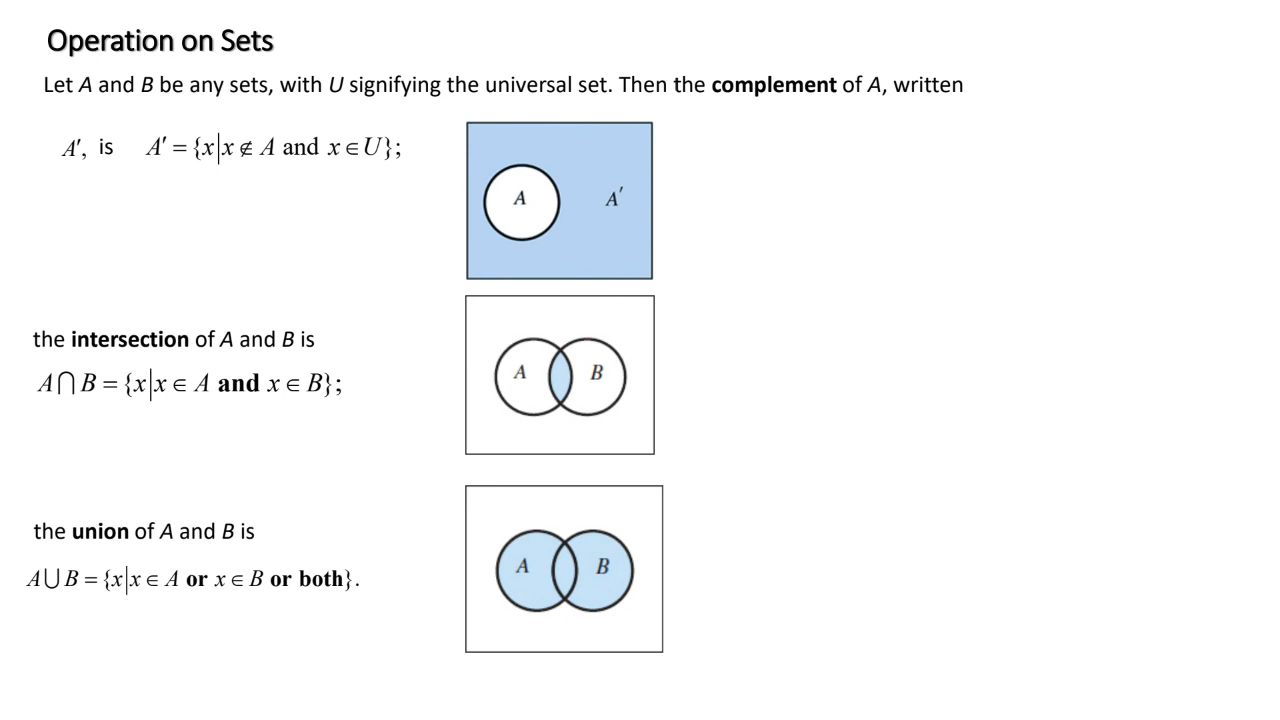 Operation on Sets
Let A and B be any sets, with U signifying the universal set. Then the complement of A, written
A′, is A′ = {x|x ∉ A and x ∈ U};
A A′
the intersection of A and B is
A ∩ B = {x|x ∈ A and x ∈ B};
A B
the union of A and B is
A ∪ B = {x|x ∈ A or x ∈ B or both}.
A B